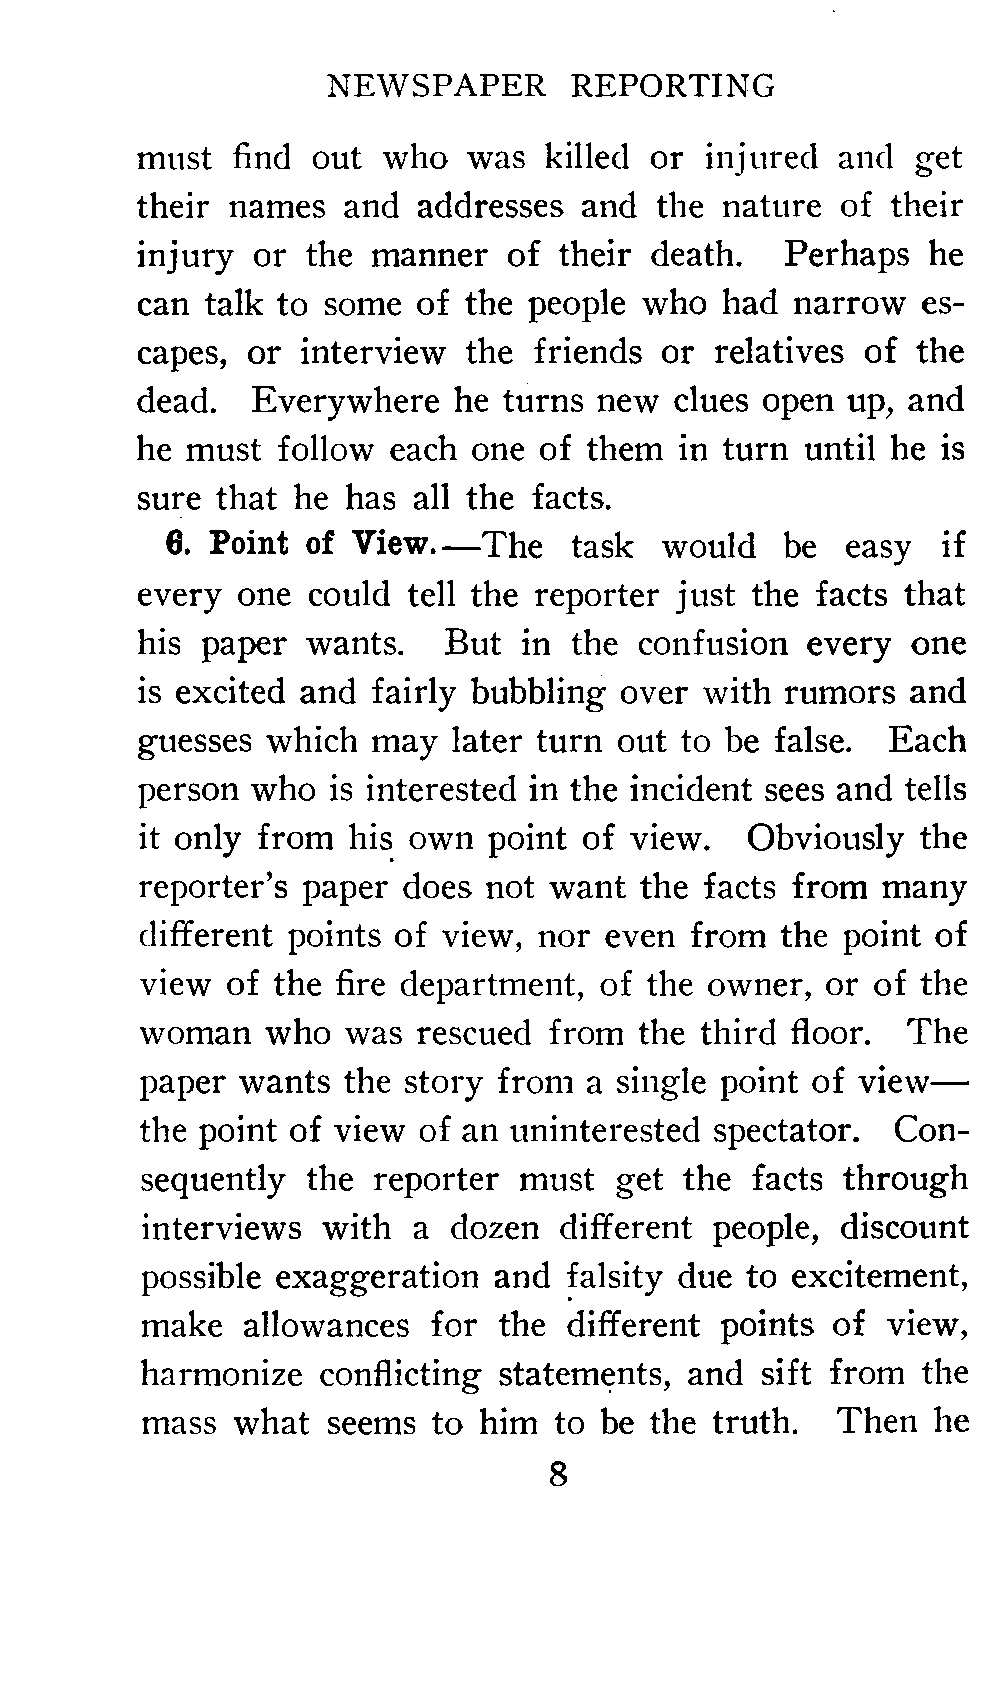 NEWSPAPER REPORTING
must find out who was killed or injured and get
their names and addresses and the nature of their
injury or the manner of their death. Perhaps he
can talk to some of the people who had narrow es-
capes, or interview the friends or relatives of the
dead. Everywhere he turns new clues open up, and
he must follow each one of them in turn until he is
sure that he has all the facts.
6. Point of View.—The task would be easy if
every one could tell the reporter just the facts that
his paper wants. But in the confusion every one
is excited and fairly bubbling over with rumors and
guesses which may later turn out to be false. Each
person who is interested in the incident sees and tells
it only from his own point of view. Obviously the
reporter's paper does not want the facts from many
different points of view, nor even from the point of
view of the fire department, of the owner, or of the
woman who was rescued from the third floor. The
paper wants the story from a single point of view—
the point of view of an uninterested spectator. Con-
sequently the reporter must get the facts through
interviews with a dozen different people, discount
possible exaggeration and falsity due to excitement,
make allowances for the different points of view,
harmonize conflicting statements, and sift from the
mass what seems to him to be the truth. Then he
8